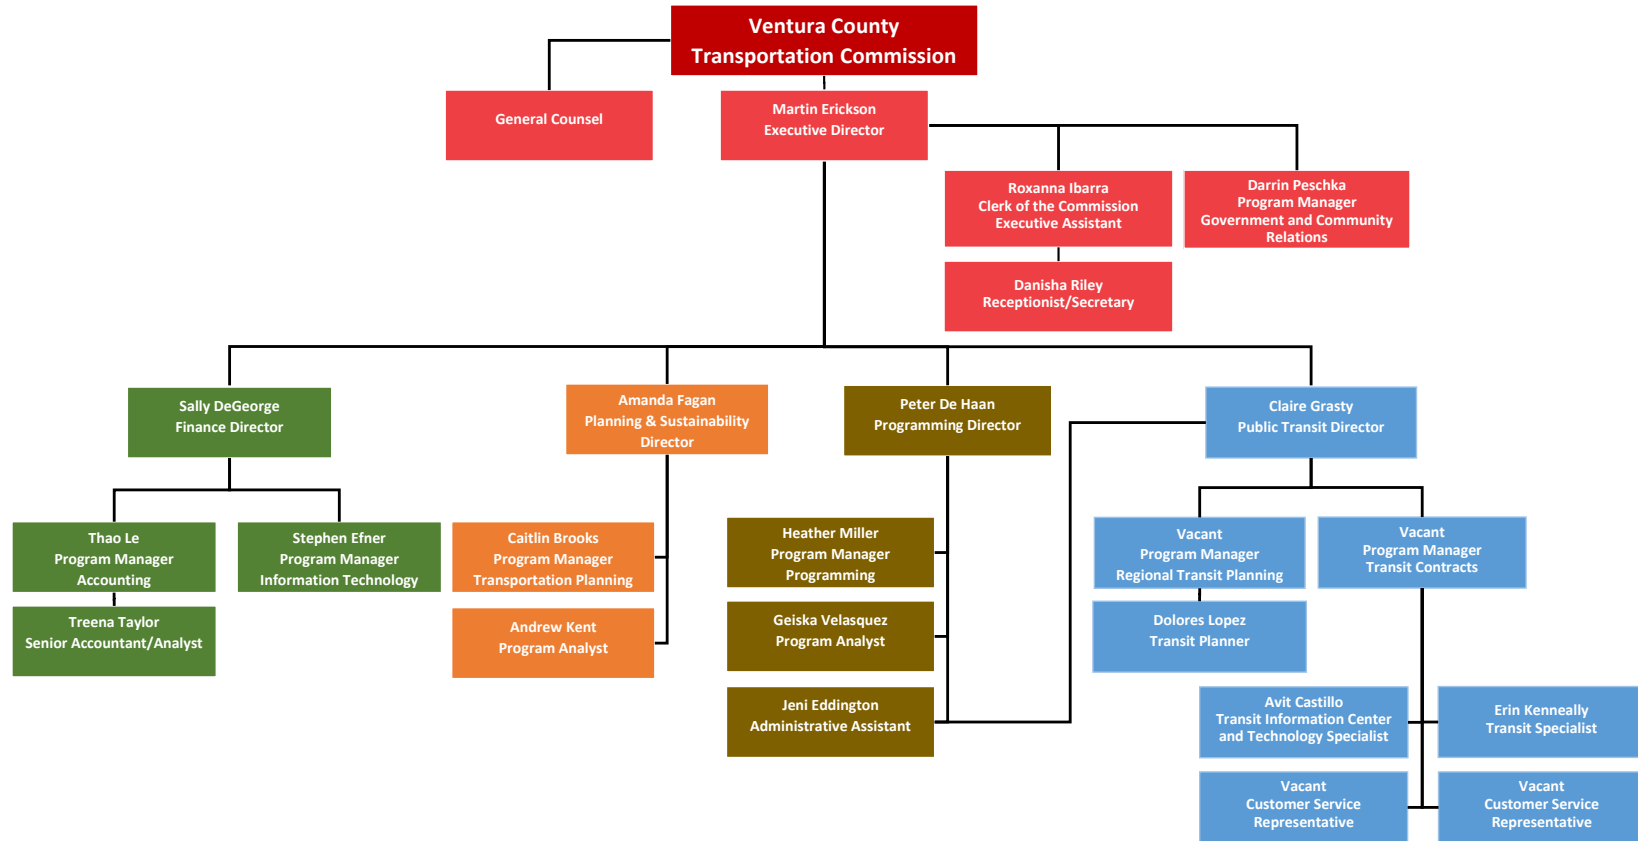 Ventura County
Transportation Commission
General Counsel
Martin Erickson
Executive Director
Roxanna Ibarra
Clerk of the Commission
Executive Assistant
Darrin Peschka
Program Manager
Government and Community
Relations
Danisha Riley
Receptionist/Secretary
Sally DeGeorge
Finance Director
Amanda Fagan
Planning & Sustainability
Director
Peter De Haan
Programming Director
Claire Grasty
Public Transit Director
Thao Le
Program Manager
Accounting
Stephen Efner
Program Manager
Information Technology
Caitlin Brooks
Program Manager
Transportation Planning
Heather Miller
Program Manager
Programming
Vacant
Program Manager
Regional Transit Planning
Vacant
Program Manager
Transit Contracts
Treena Taylor
Senior Accountant/Analyst
Andrew Kent
Program Analyst
Geiska Velasquez
Program Analyst
Dolores Lopez
Transit Planner
Jeni Eddington
Administrative Assistant
Avit Castillo
Transit Information Center
and Technology Specialist
Erin Kenneally
Transit Specialist
Vacant
Customer Service
Representative
Vacant
Customer Service
Representative